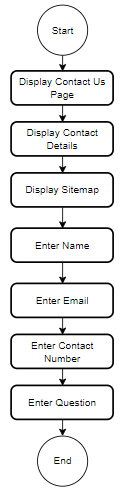 Start
Display Contact Us
Page
Display Contact
Details
Display Sitemap
Enter Name
Enter Email
Enter Contact
Number
Enter Question
End